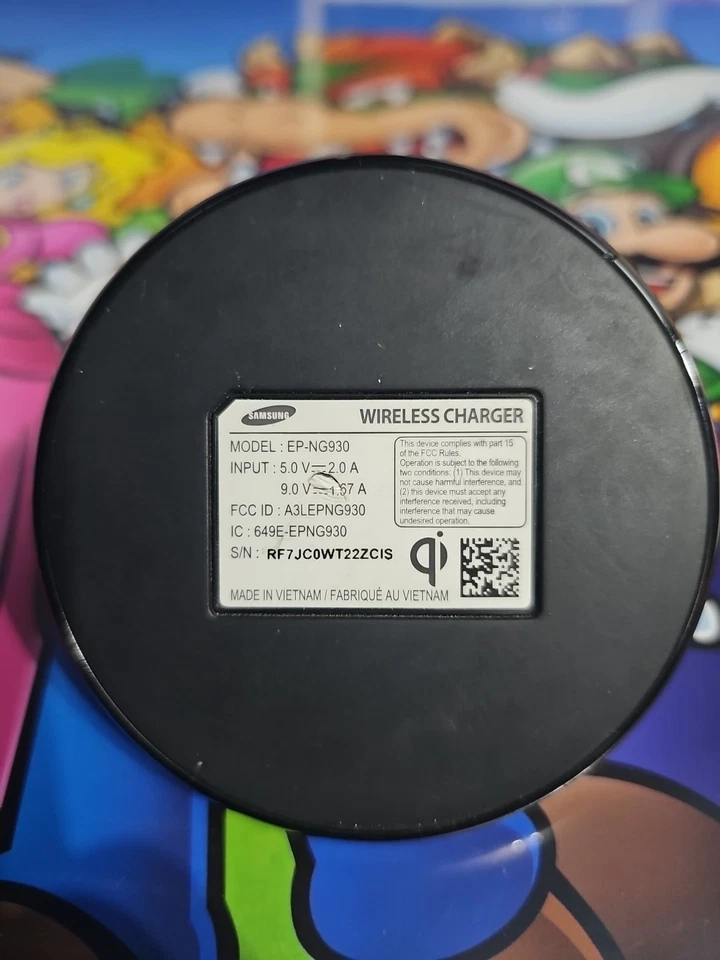 SAMSUNG
WIRELESS CHARGER
MODEL : EP-NG930
INPUT : 5.0 V⎓2.0 A
9.0 V⎓1.67 A
FCC ID : A3LEPNG930
IC : 649E-EPNG930
S/N : RF7JC0WT22ZCIS
This device complies with part 15
of the FCC Rules.
Operation is subject to the following
two conditions: (1) This device may
not cause harmful interference, and
(2) this device must accept any
interference received, including
interference that may cause
undesired operation.
qi
MADE IN VIETNAM / FABRIQUÉ AU VIETNAM